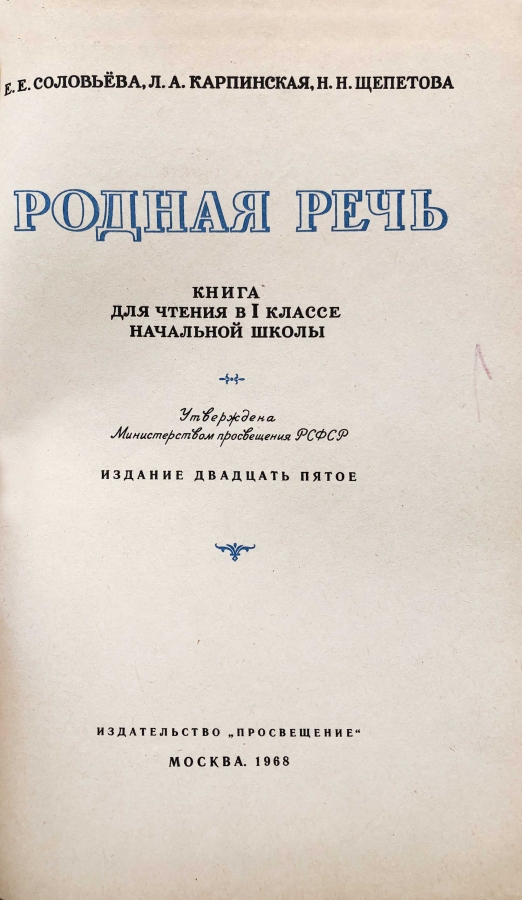 Е. Е. СОЛОВЬЁВА, Л. А. КАРПИНСКАЯ, Н. Н. ЩЕПЕТОВА
РОДНАЯ РЕЧЬ
КНИГА
ДЛЯ ЧТЕНИЯ В I КЛАССЕ
НАЧАЛЬНОЙ ШКОЛЫ
Утверждена
Министерством просвещения РСФСР
ИЗДАНИЕ ДВАДЦАТЬ ПЯТОЕ
ИЗДАТЕЛЬСТВО „ПРОСВЕЩЕНИЕ“
МОСКВА. 1968